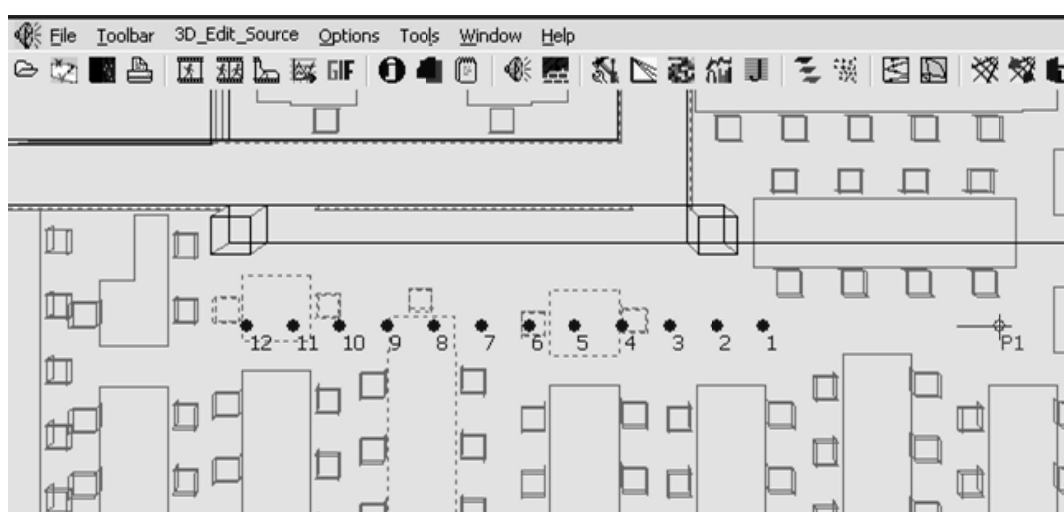 File Toolbar 3D_Edit_Source Options Tools Window Help
GIF J
12 11 10 9 8 7 6 5 4 3 2 1 P1